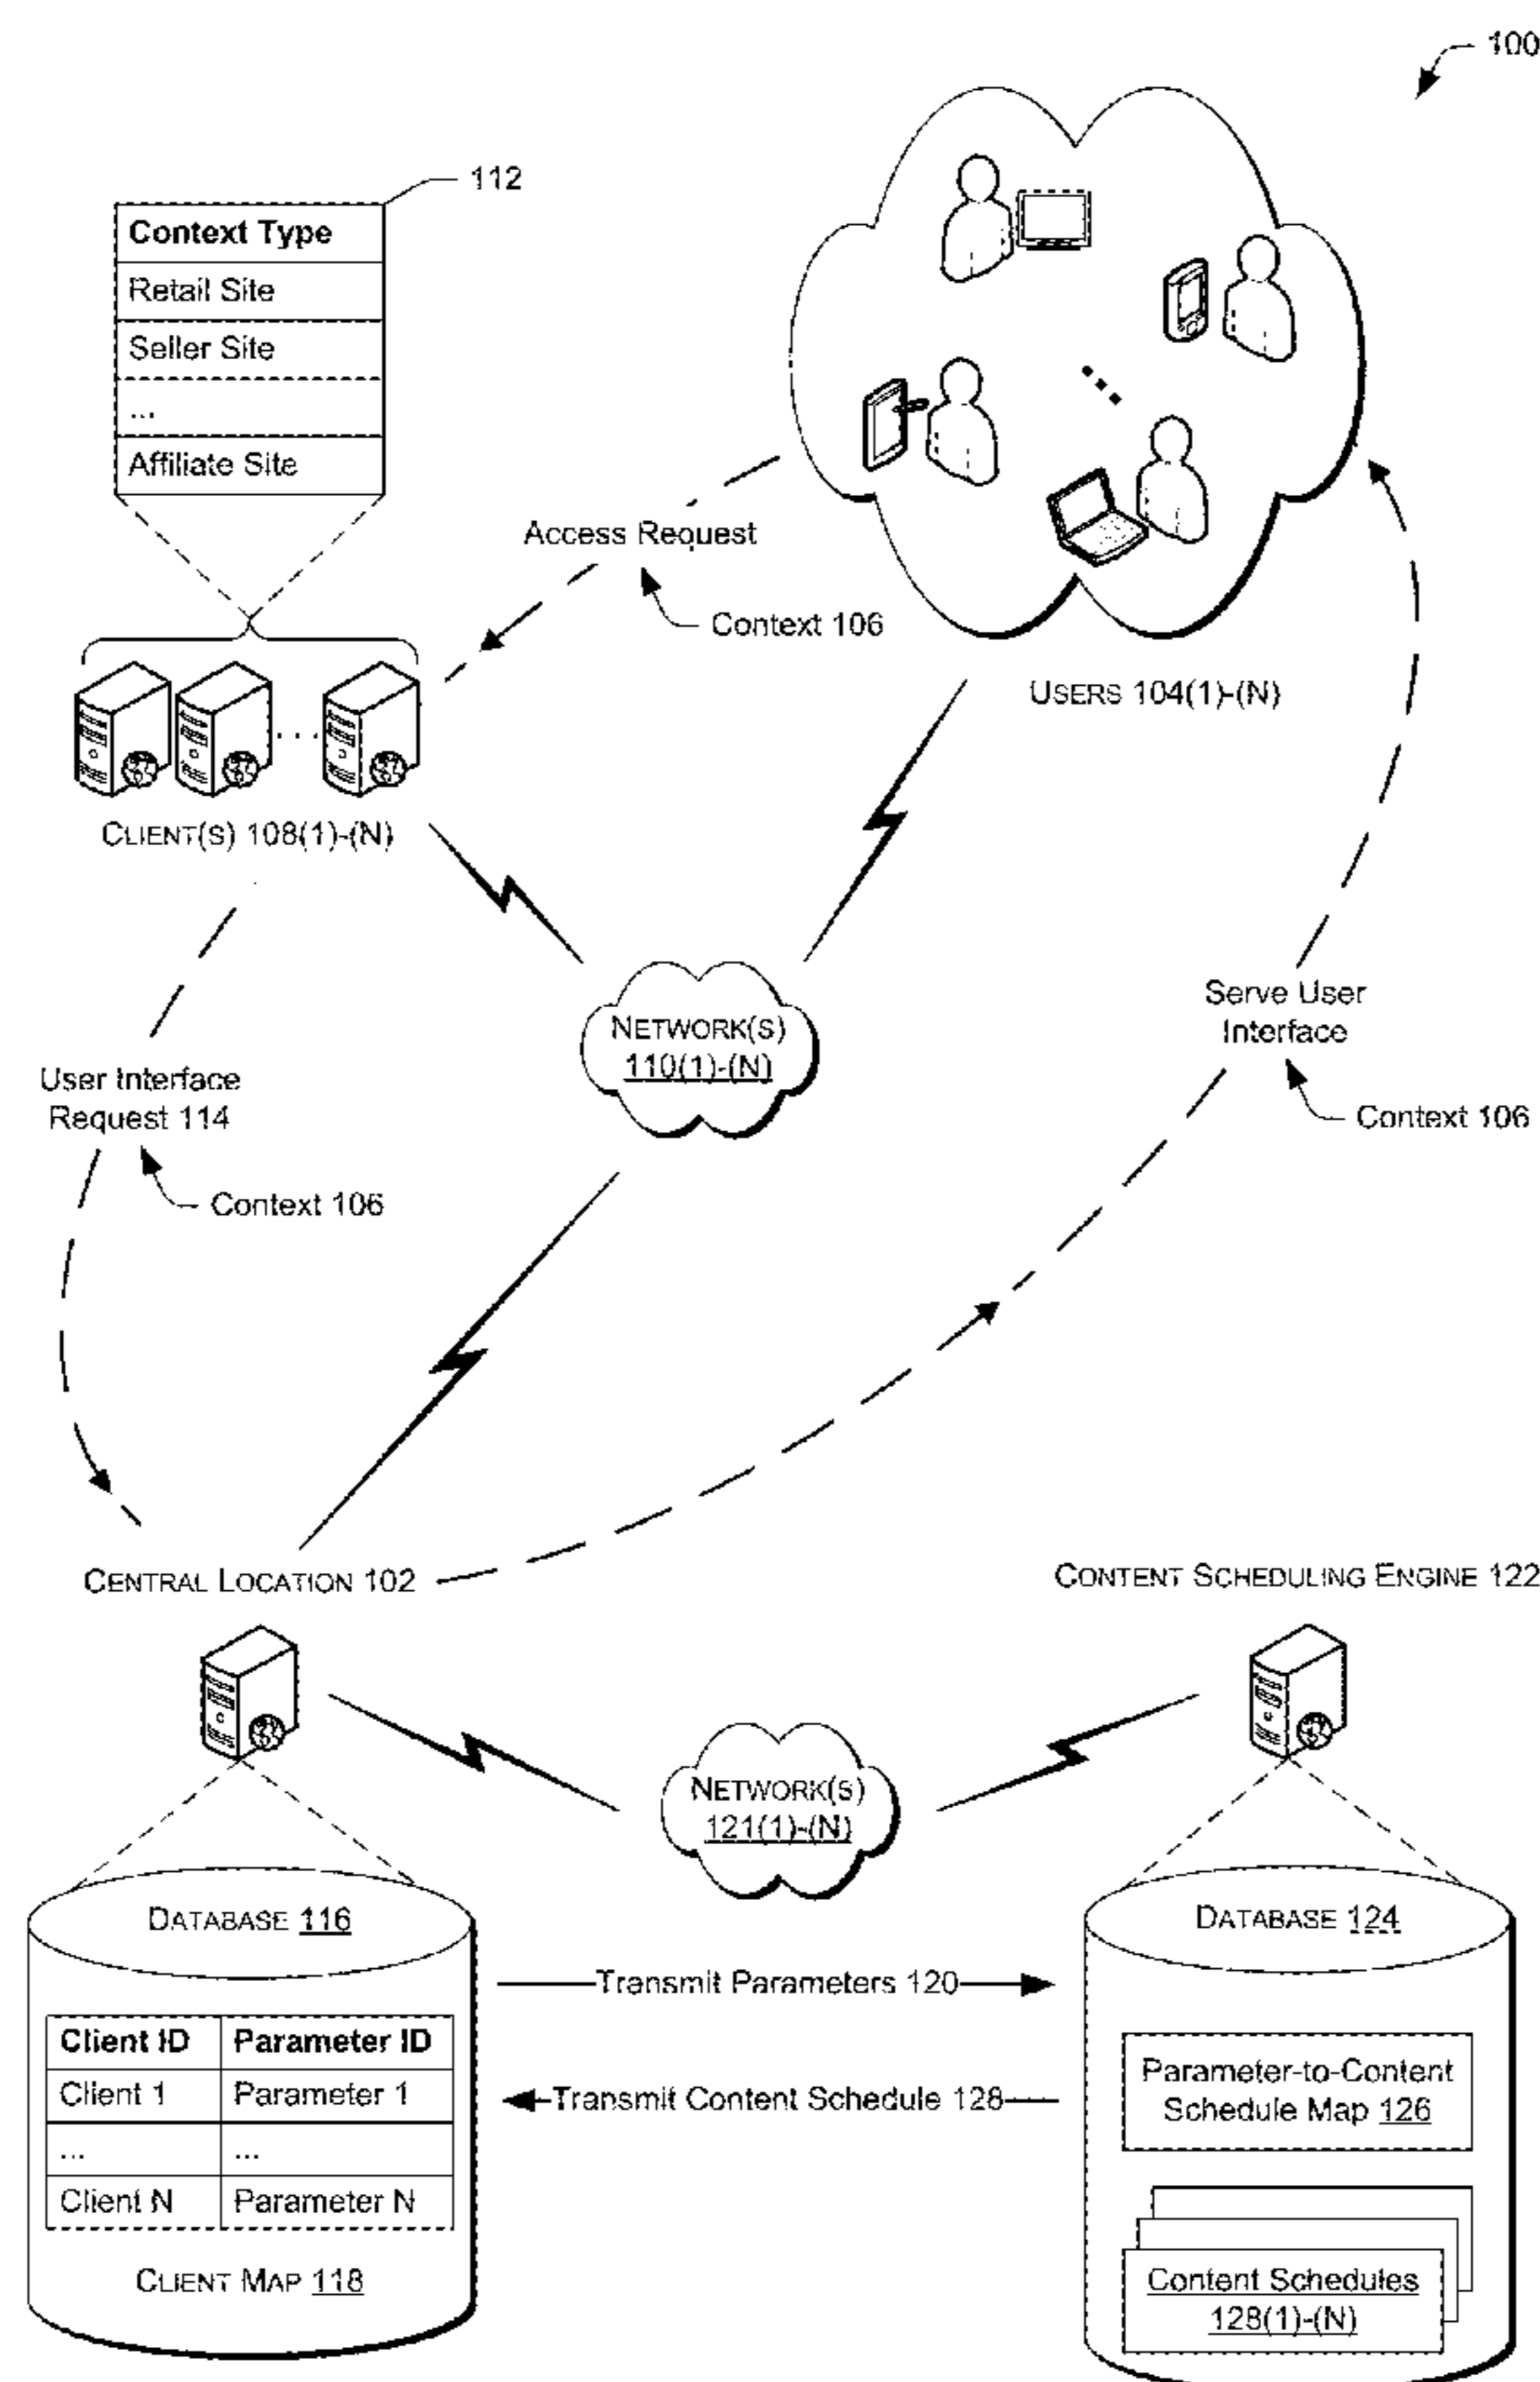 100
112
Context Type
Retail Site
Seller Site
...
Affiliate Site
Access Request
Context 106
USERS 104(1)-(N)
CLIENT(S) 108(1)-(N)
NETWORK(S)
110(1)-(N)
Serve User
Interface
Context 106
User Interface
Request 114
Context 106
CENTRAL LOCATION 102
CONTENT SCHEDULING ENGINE 122
NETWORK(S)
121(1)-(N)
DATABASE 116
Client ID Parameter ID
Client 1 Parameter 1
... ...
Client N Parameter N
CLIENT MAP 118
Transmit Parameters 120
Transmit Content Schedule 128
DATABASE 124
Parameter-to-Content
Schedule Map 126
Content Schedules
128(1)-(N)